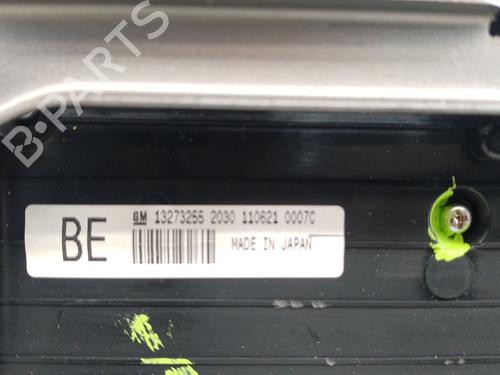 B-PARTS
BE
GM 13273255 2030 110621 0007C
MADE IN JAPAN